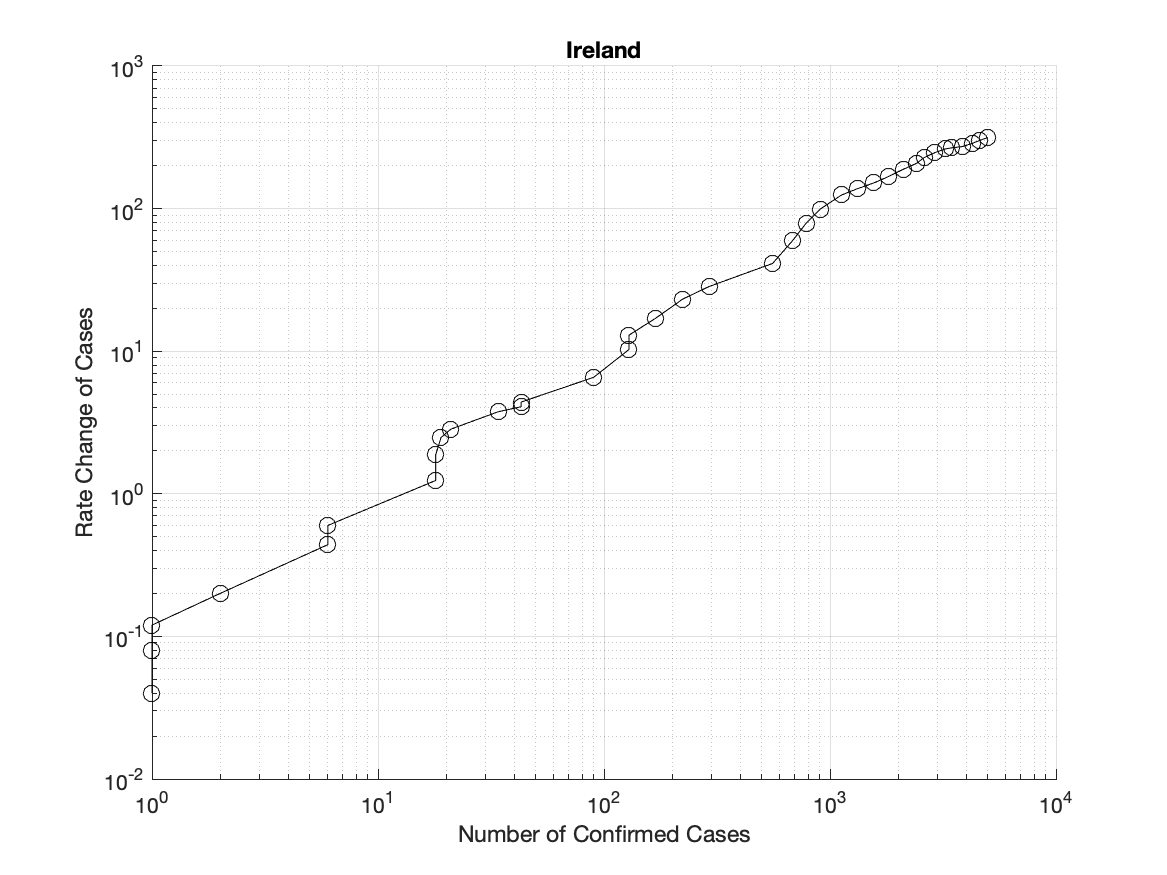 Ireland
10³
10²
10¹
10⁰
10⁻¹
10⁻²
Rate Change of Cases
10⁰ 10¹ 10² 10³ 10⁴
Number of Confirmed Cases